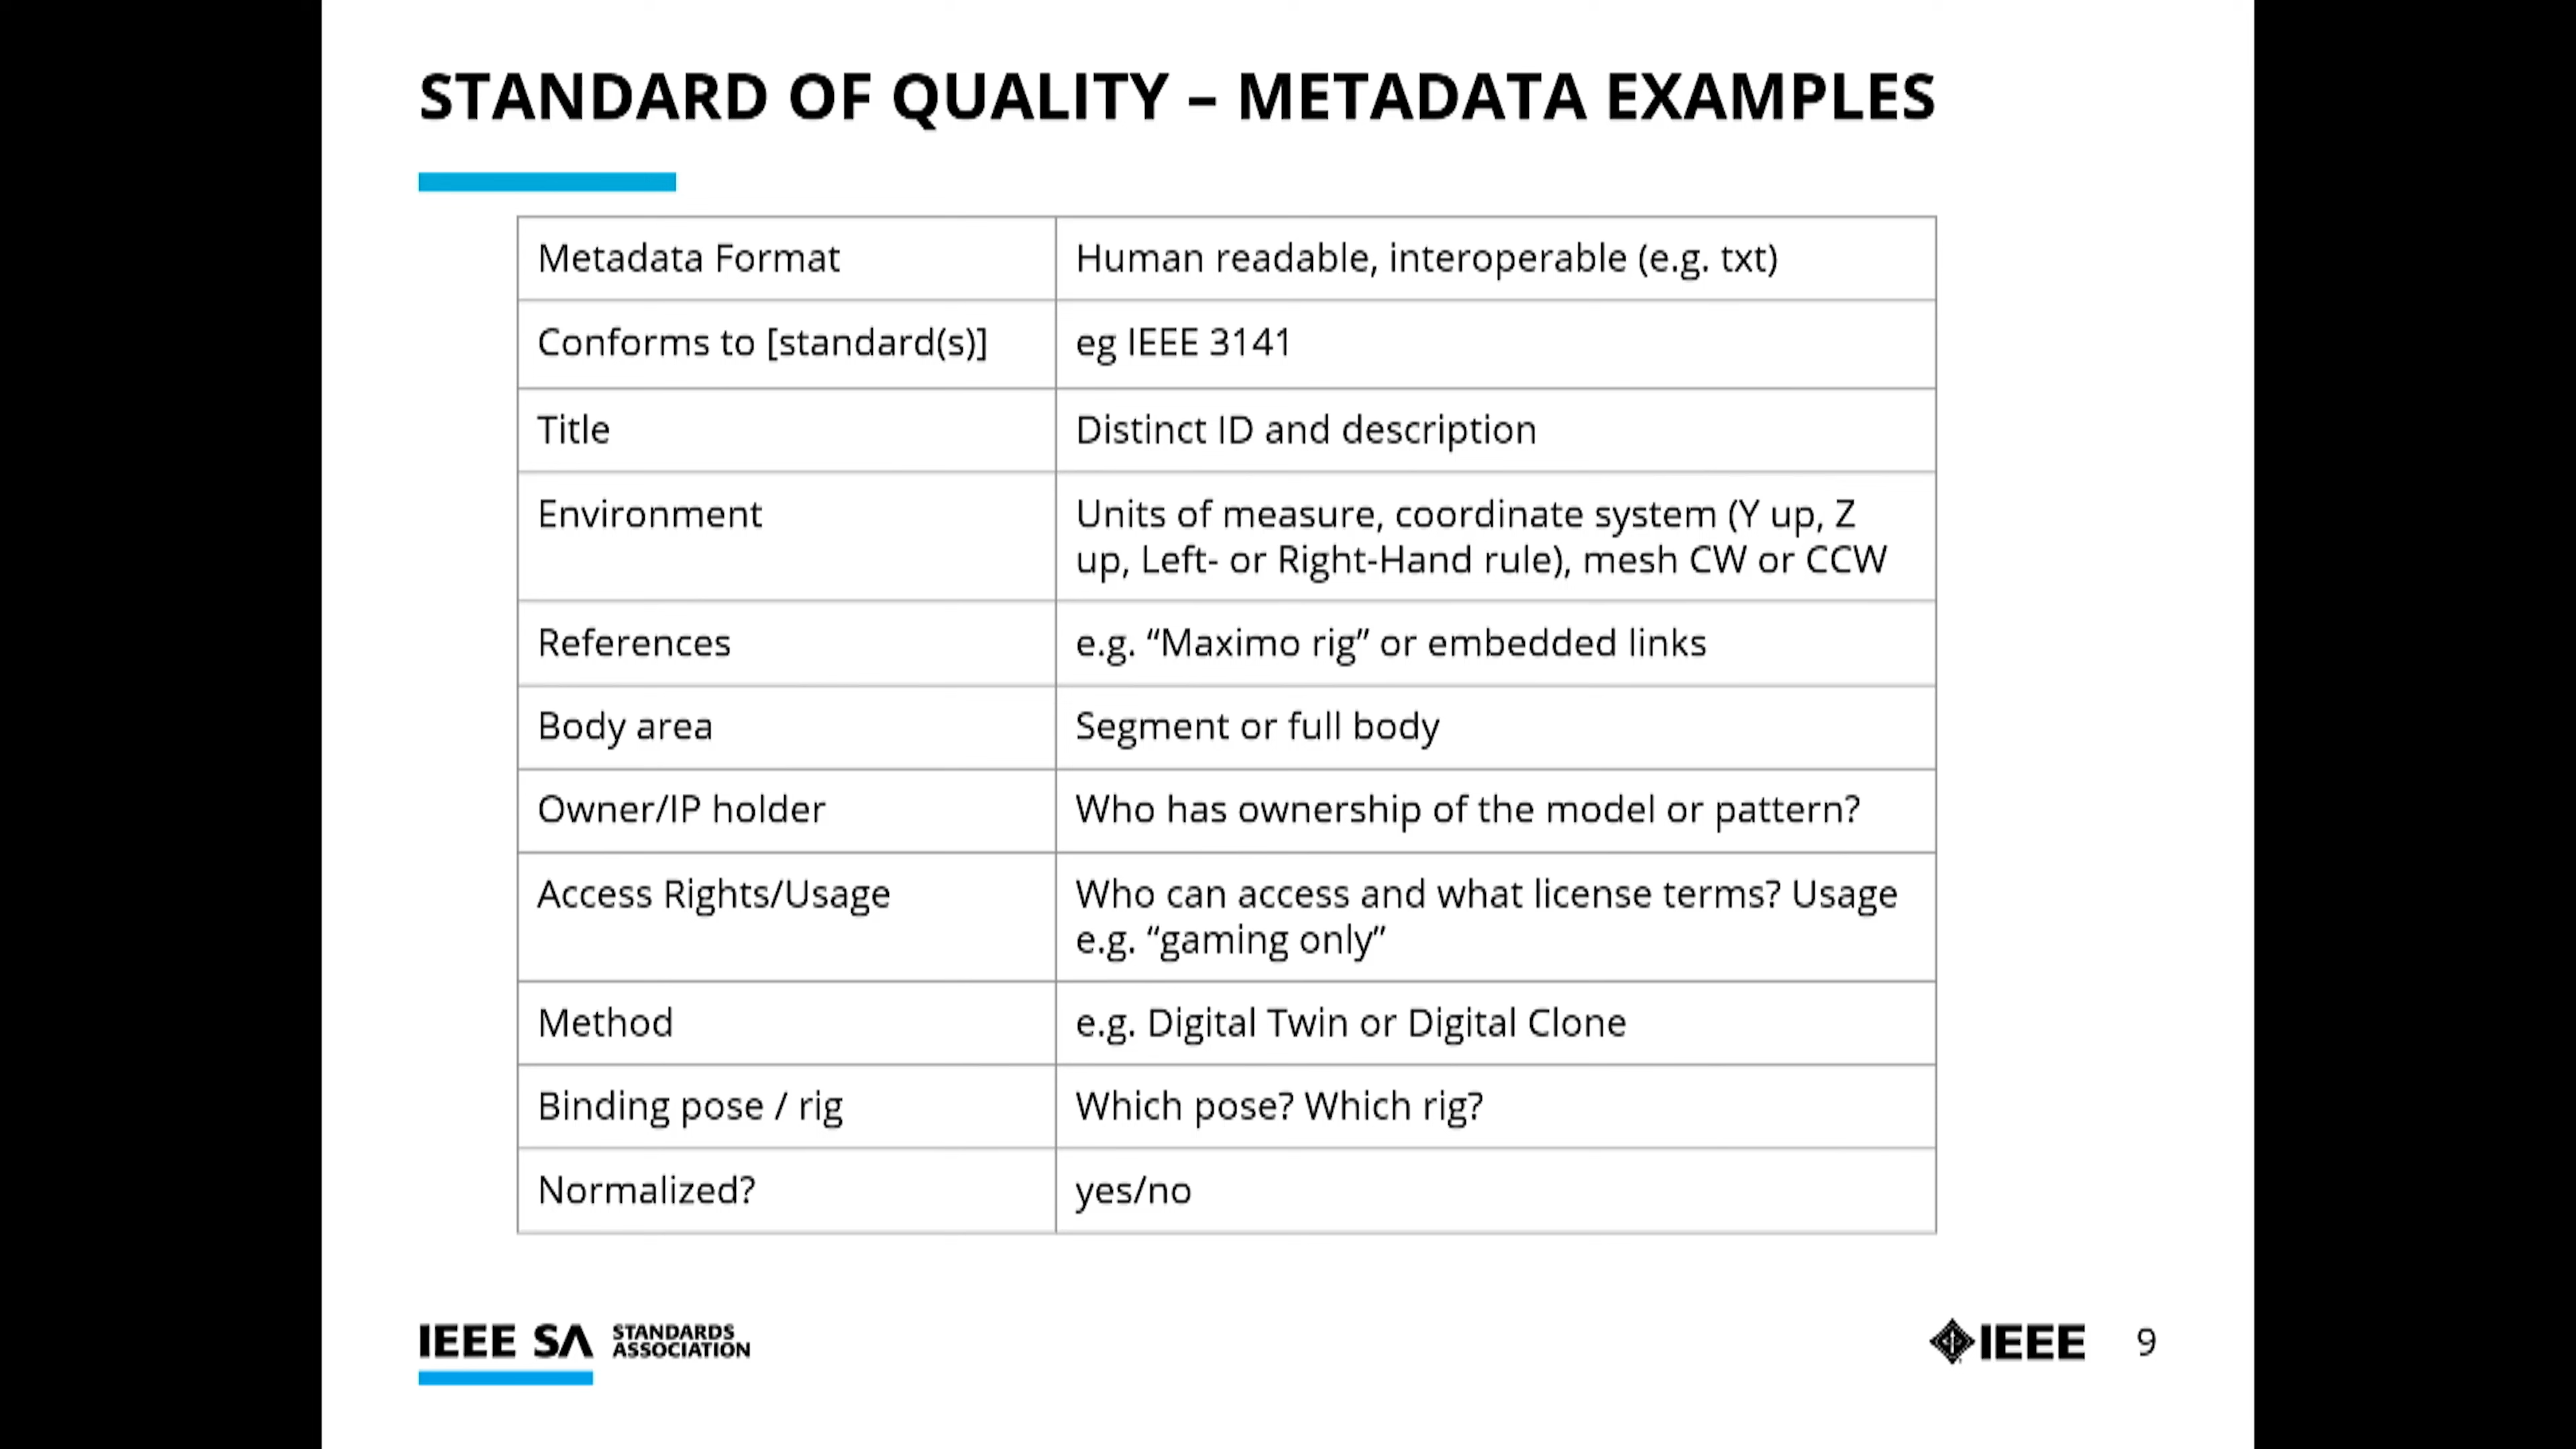 STANDARD OF QUALITY – METADATA EXAMPLES
Metadata Format
Human readable, interoperable (e.g. txt)
Conforms to [standard(s)]
eg IEEE 3141
Title
Distinct ID and description
Environment
Units of measure, coordinate system (Y up, Z
up, Left- or Right-Hand rule), mesh CW or CCW
References
e.g. “Maximo rig” or embedded links
Body area
Segment or full body
Owner/IP holder
Who has ownership of the model or pattern?
Access Rights/Usage
Who can access and what license terms? Usage
e.g. “gaming only”
Method
e.g. Digital Twin or Digital Clone
Binding pose / rig
Which pose? Which rig?
Normalized?
yes/no
IEEE SA STANDARDS
ASSOCIATION
IEEE
9